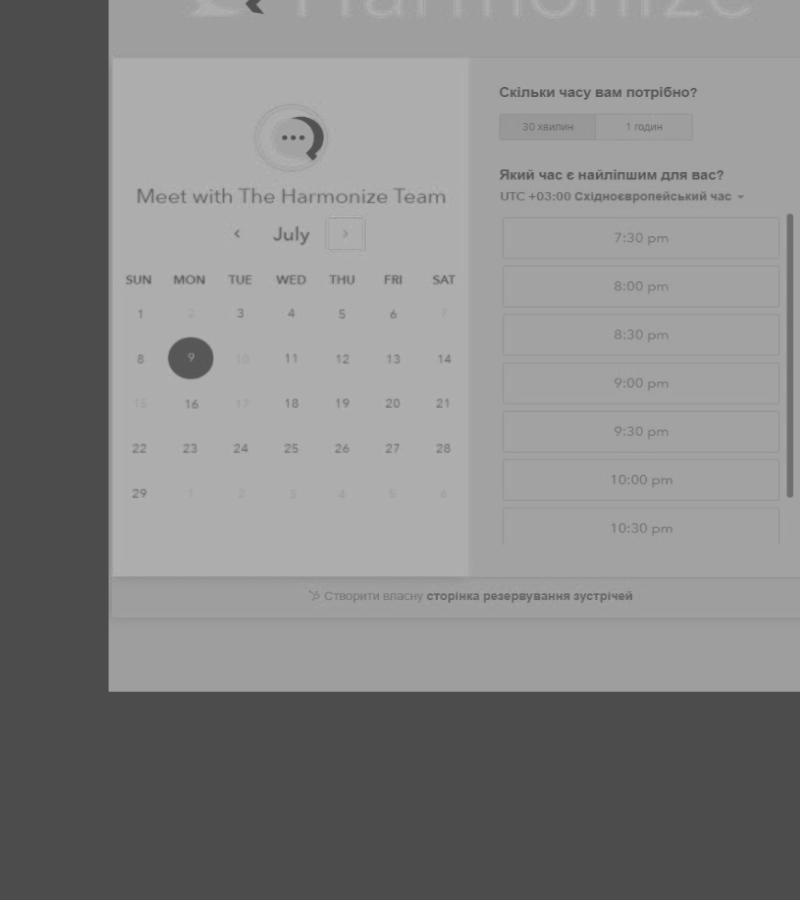 Harmonize
Meet with The Harmonize Team
July
SUN MON TUE WED THU FRI SAT
1 2 3 4 5 6 7
8 9 10 11 12 13 14
15 16 17 18 19 20 21
22 23 24 25 26 27 28
29 1 2 3 4 5 6
Скільки часу вам потрібно?
30 хвилин 1 годин
Який час є найліпшим для вас?
UTC +03:00 Східноєвропейський час
7:30 pm
8:00 pm
8:30 pm
9:00 pm
9:30 pm
10:00 pm
10:30 pm
Створити власну сторінка резервування зустрічей